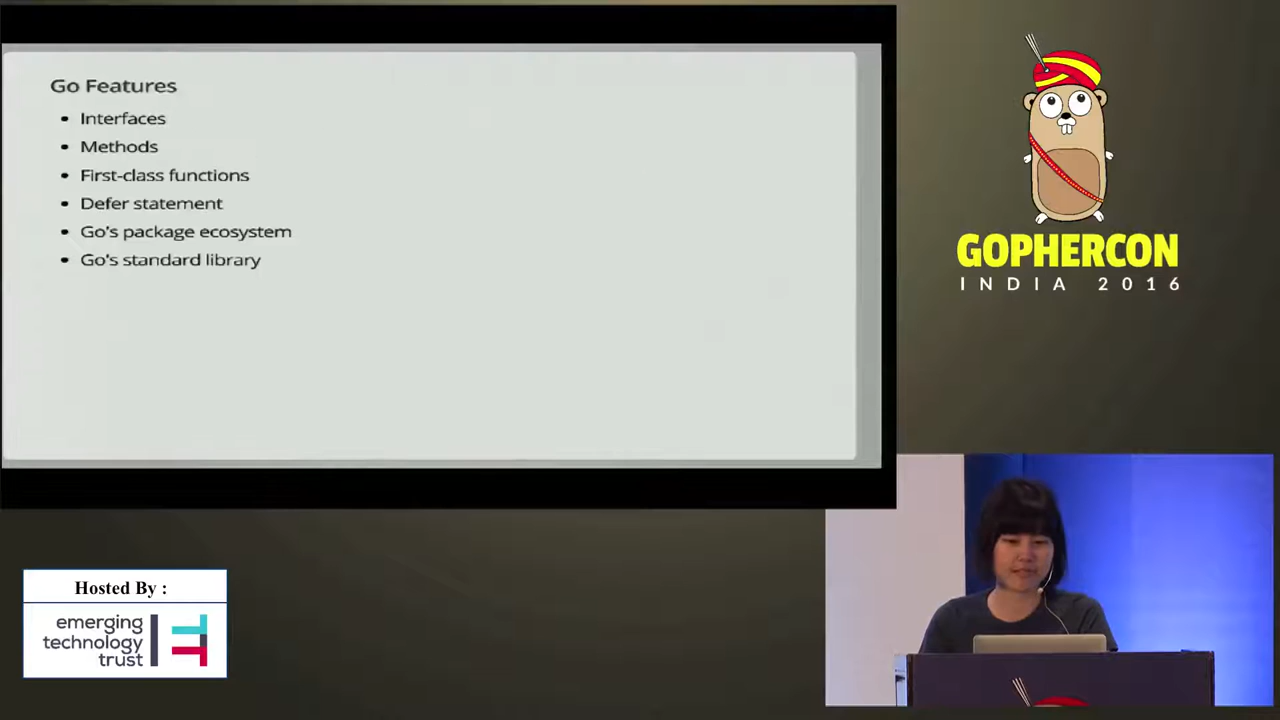 Go Features
• Interfaces
• Methods
• First-class functions
• Defer statement
• Go's package ecosystem
• Go's standard library
GOPHERCON
INDIA 2016
Hosted By :
emerging
technology
trust